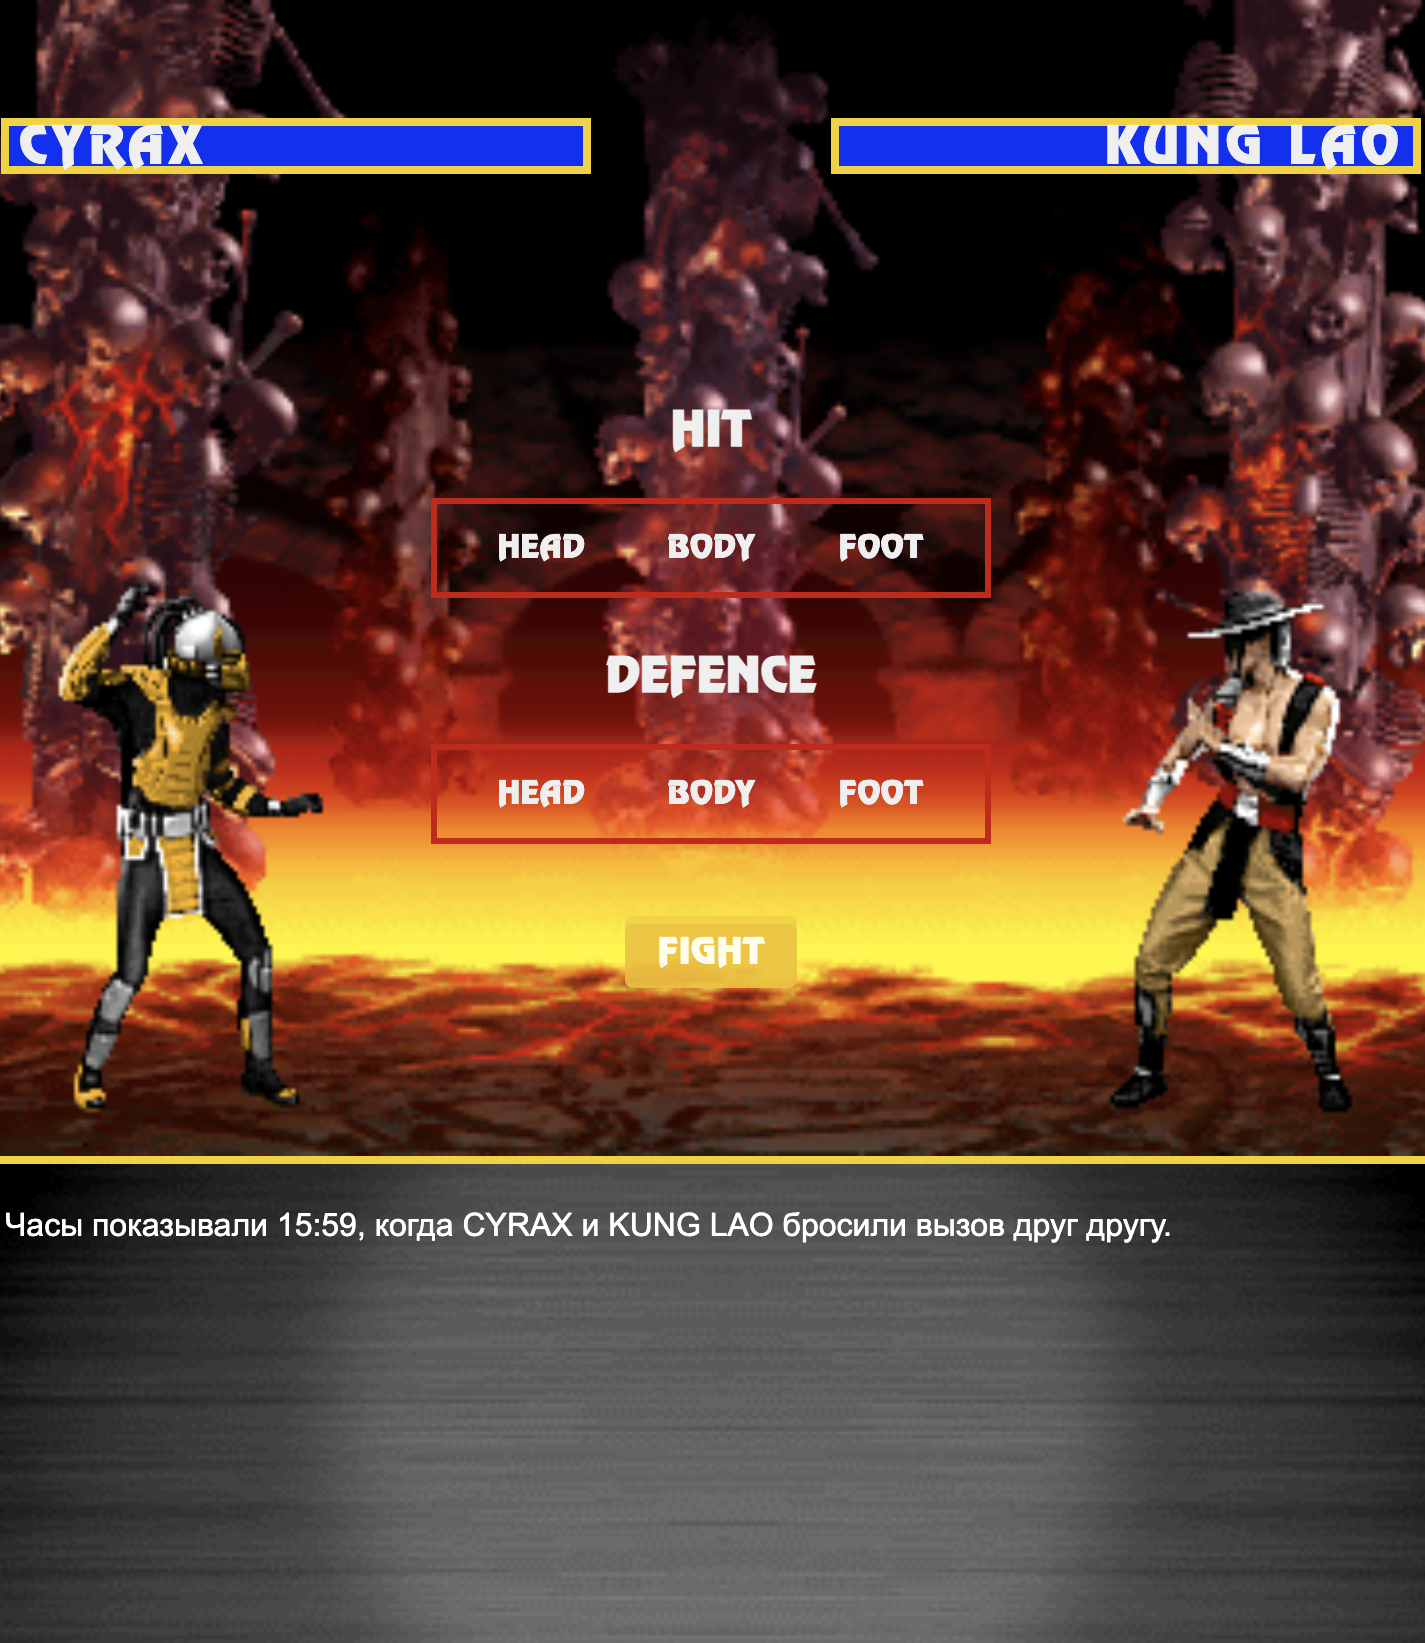 CYRAX
KUNG LAO
HIT
HEAD BODY FOOT
DEFENCE
HEAD BODY FOOT
FIGHT
Часы показывали 15:59, когда CYRAX и KUNG LAO бросили вызов друг другу.